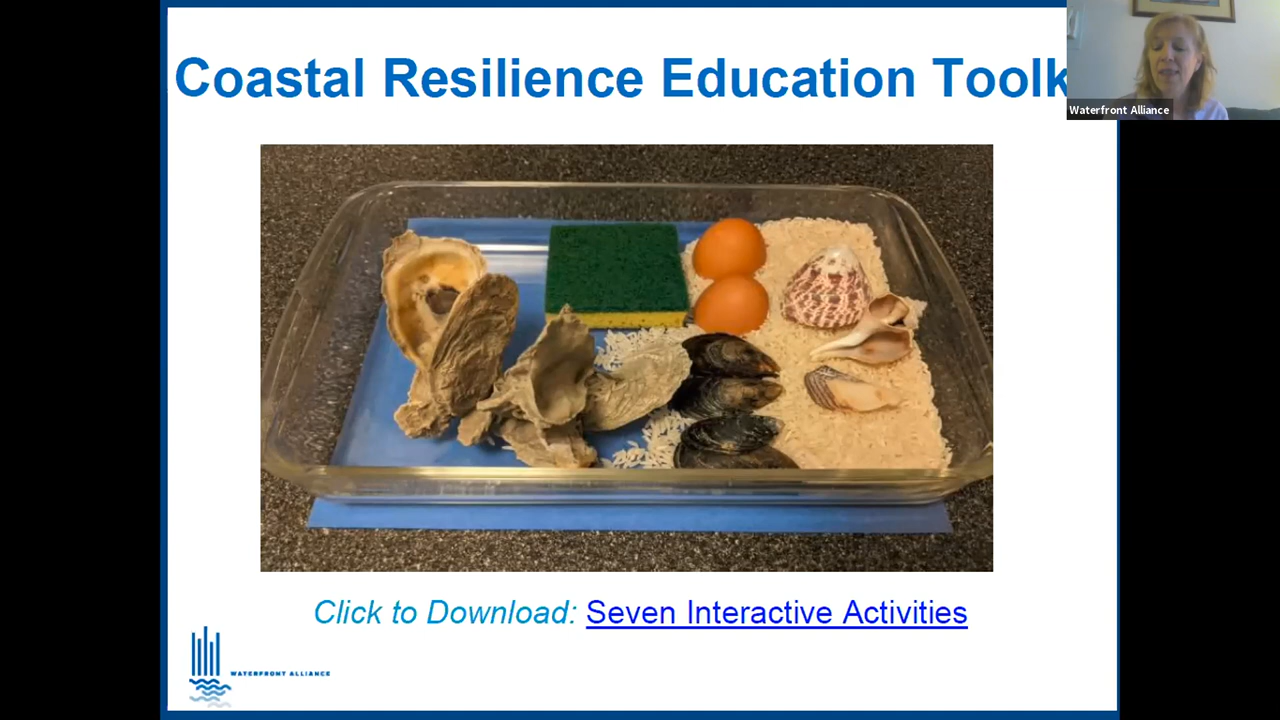 Coastal Resilience Education Toolk
Waterfront Alliance
Click to Download: Seven Interactive Activities
WATERFRONT ALLIANCE